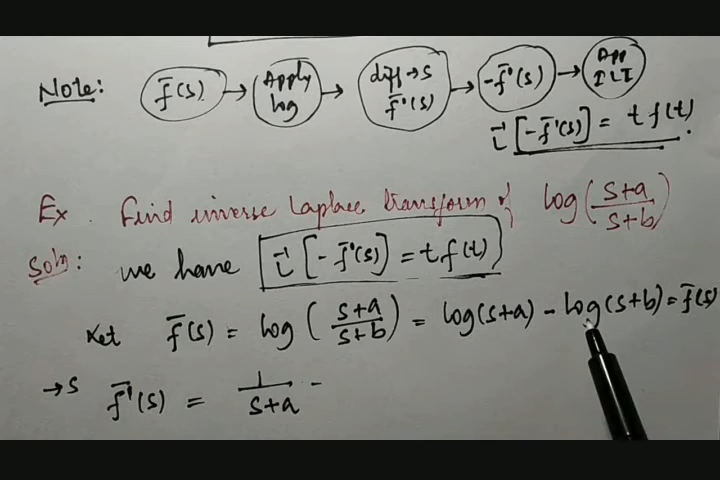 Note: f̅(s) → Apply log → diff→s f̅'(s) → -f̅'(s) → App ILT
L⁻¹[-f̅'(s)] = t f(t).
Ex. Find inverse Laplace transform of log(s+a/s+b)
Soln: we have L⁻¹[-f̅'(s)] = t f(t)
Let f̅(s) = log(s+a/s+b) = log(s+a) - log(s+b) = f̅(s)
→s f̅'(s) = 1/s+a -